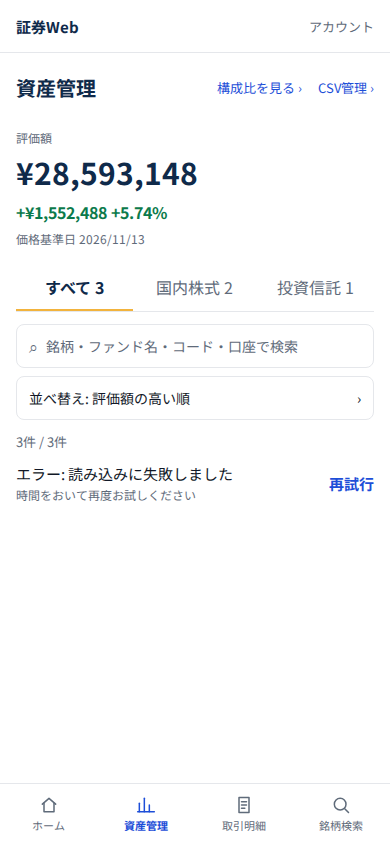 証券Web
アカウント
資産管理
構成比を見る ›
CSV管理 ›
評価額
¥28,593,148
+¥1,552,488 +5.74%
価格基準日 2026/11/13
すべて 3
国内株式 2
投資信託 1
銘柄・ファンド名・コード・口座で検索
並べ替え: 評価額の高い順 ›
3件 / 3件
エラー: 読み込みに失敗しました
時間をおいて再度お試しください
再試行
ホーム
資産管理
取引明細
銘柄検索